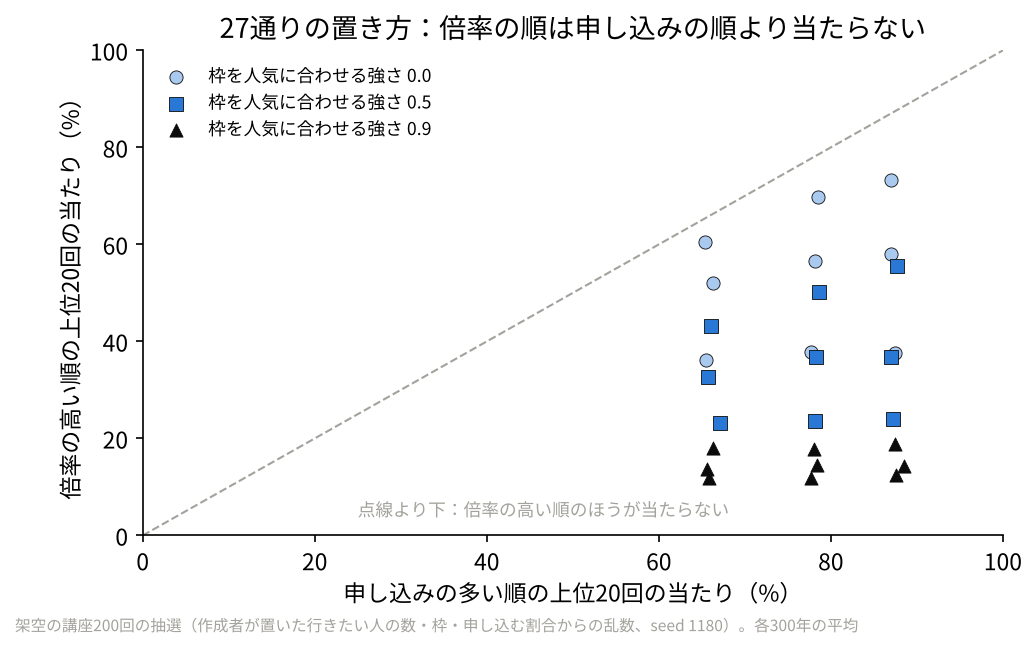 27通りの置き方：倍率の順は申し込みの順より当たらない
枠を人気に合わせる強さ 0.0
枠を人気に合わせる強さ 0.5
枠を人気に合わせる強さ 0.9
倍率の高い順の上位20回の当たり（%）
100
80
60
40
20
0
点線より下：倍率の高い順のほうが当たらない
0 20 40 60 80 100
申し込みの多い順の上位20回の当たり（%）
架空の講座200回の抽選（作成者が置いた行きたい人の数・枠・申し込む割合からの乱数、seed 1180）。各300年の平均